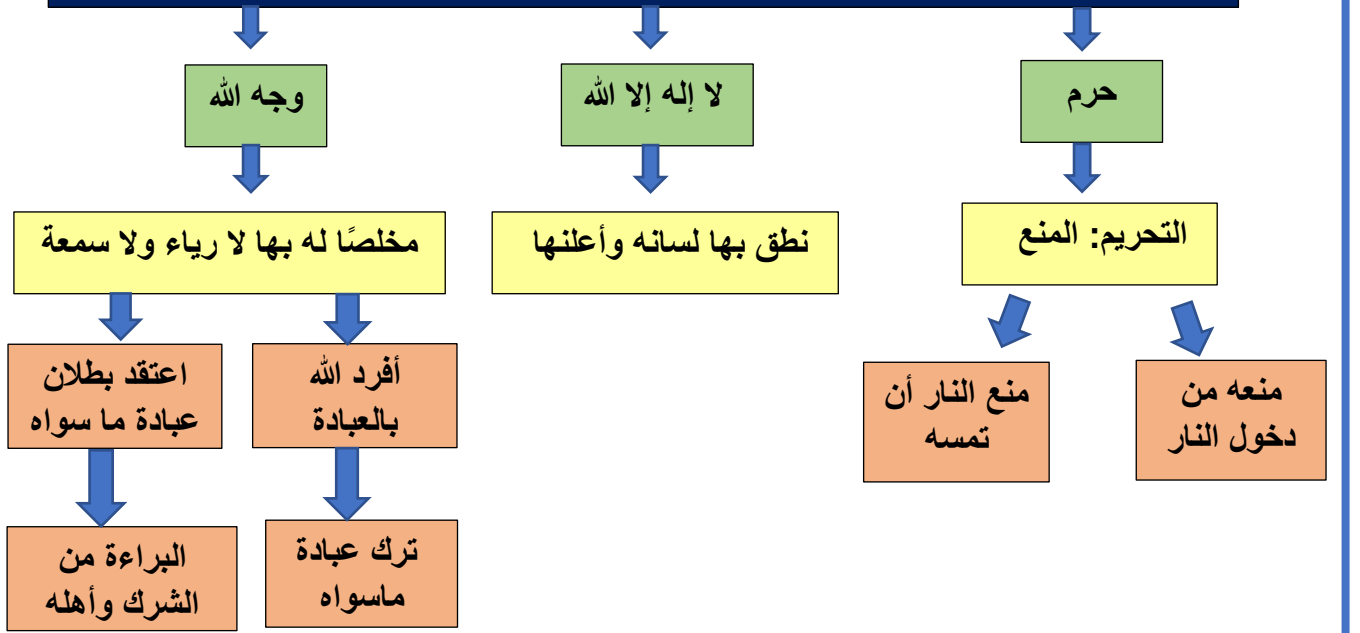 حرم
لا إله إلا الله
وجه الله
التحريم: المنع
نطق بها لسانه وأعلنها
مخلصًا له بها لا رياء ولا سمعة
منعه من
دخول النار
منع النار أن
تمسه
أفرد الله
بالعبادة
اعتقد بطلان
عبادة ما سواه
ترك عبادة
ماسواه
البراءة من
الشرك وأهله